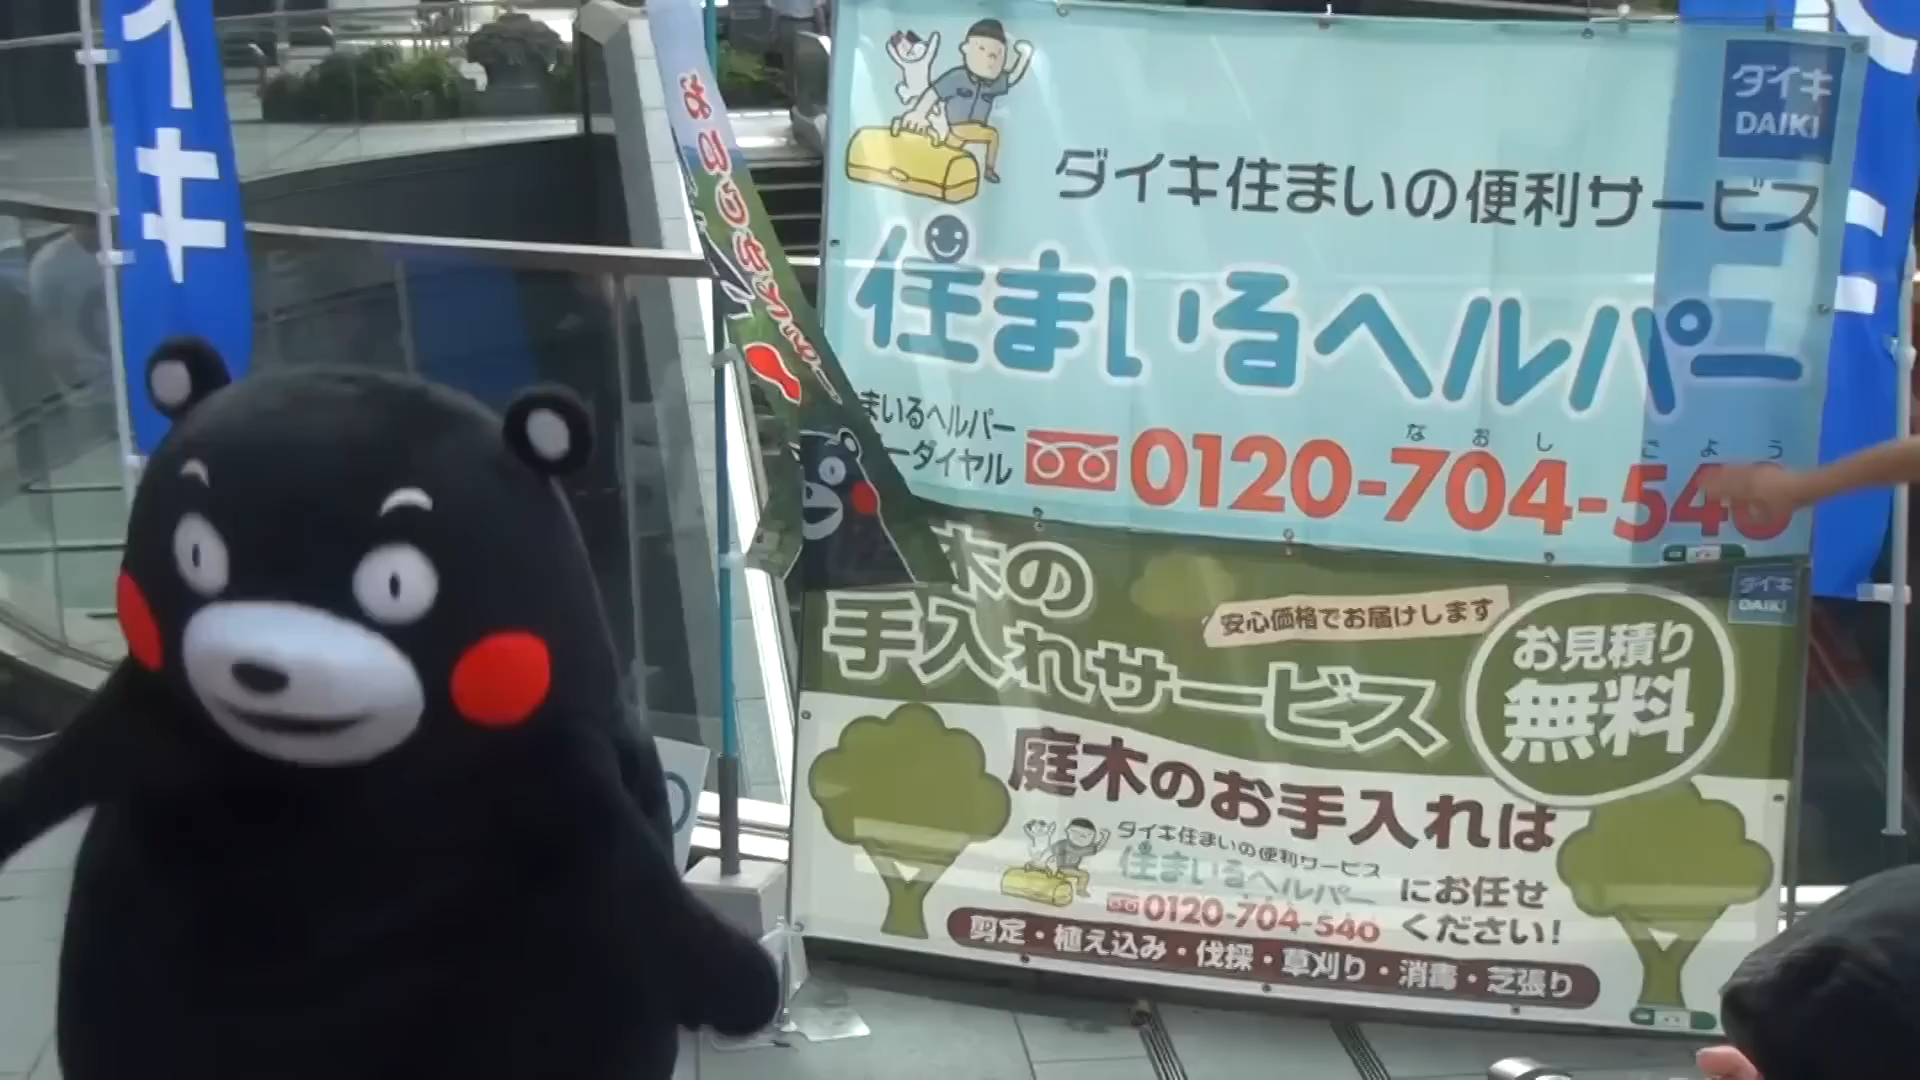 イキ
おいでかん
ダイキ
DAIKI
ダイキ住まいの便利サービス
住まいるヘルパー
まいるヘルパー
ーダイヤル
なおし ごよう
0120-704-540
木の
手入れサービス
安心価格でお届けします
お見積り
無料
ダイキ
DAIKI
庭木のお手入れは
ダイキ住まいの便利サービス
住まいるヘルパー
0120-704-540
にお任せ
ください!
剪定・植え込み・伐採・草刈り・消毒・芝張り